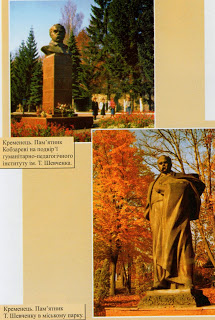 Кременець. Пам'ятник
Кобзареві на подвір'ї
гуманітарно-педагогічного
інституту ім. Т. Шевченка.
Кременець. Пам'ятник
Т. Шевченку в міському парку.